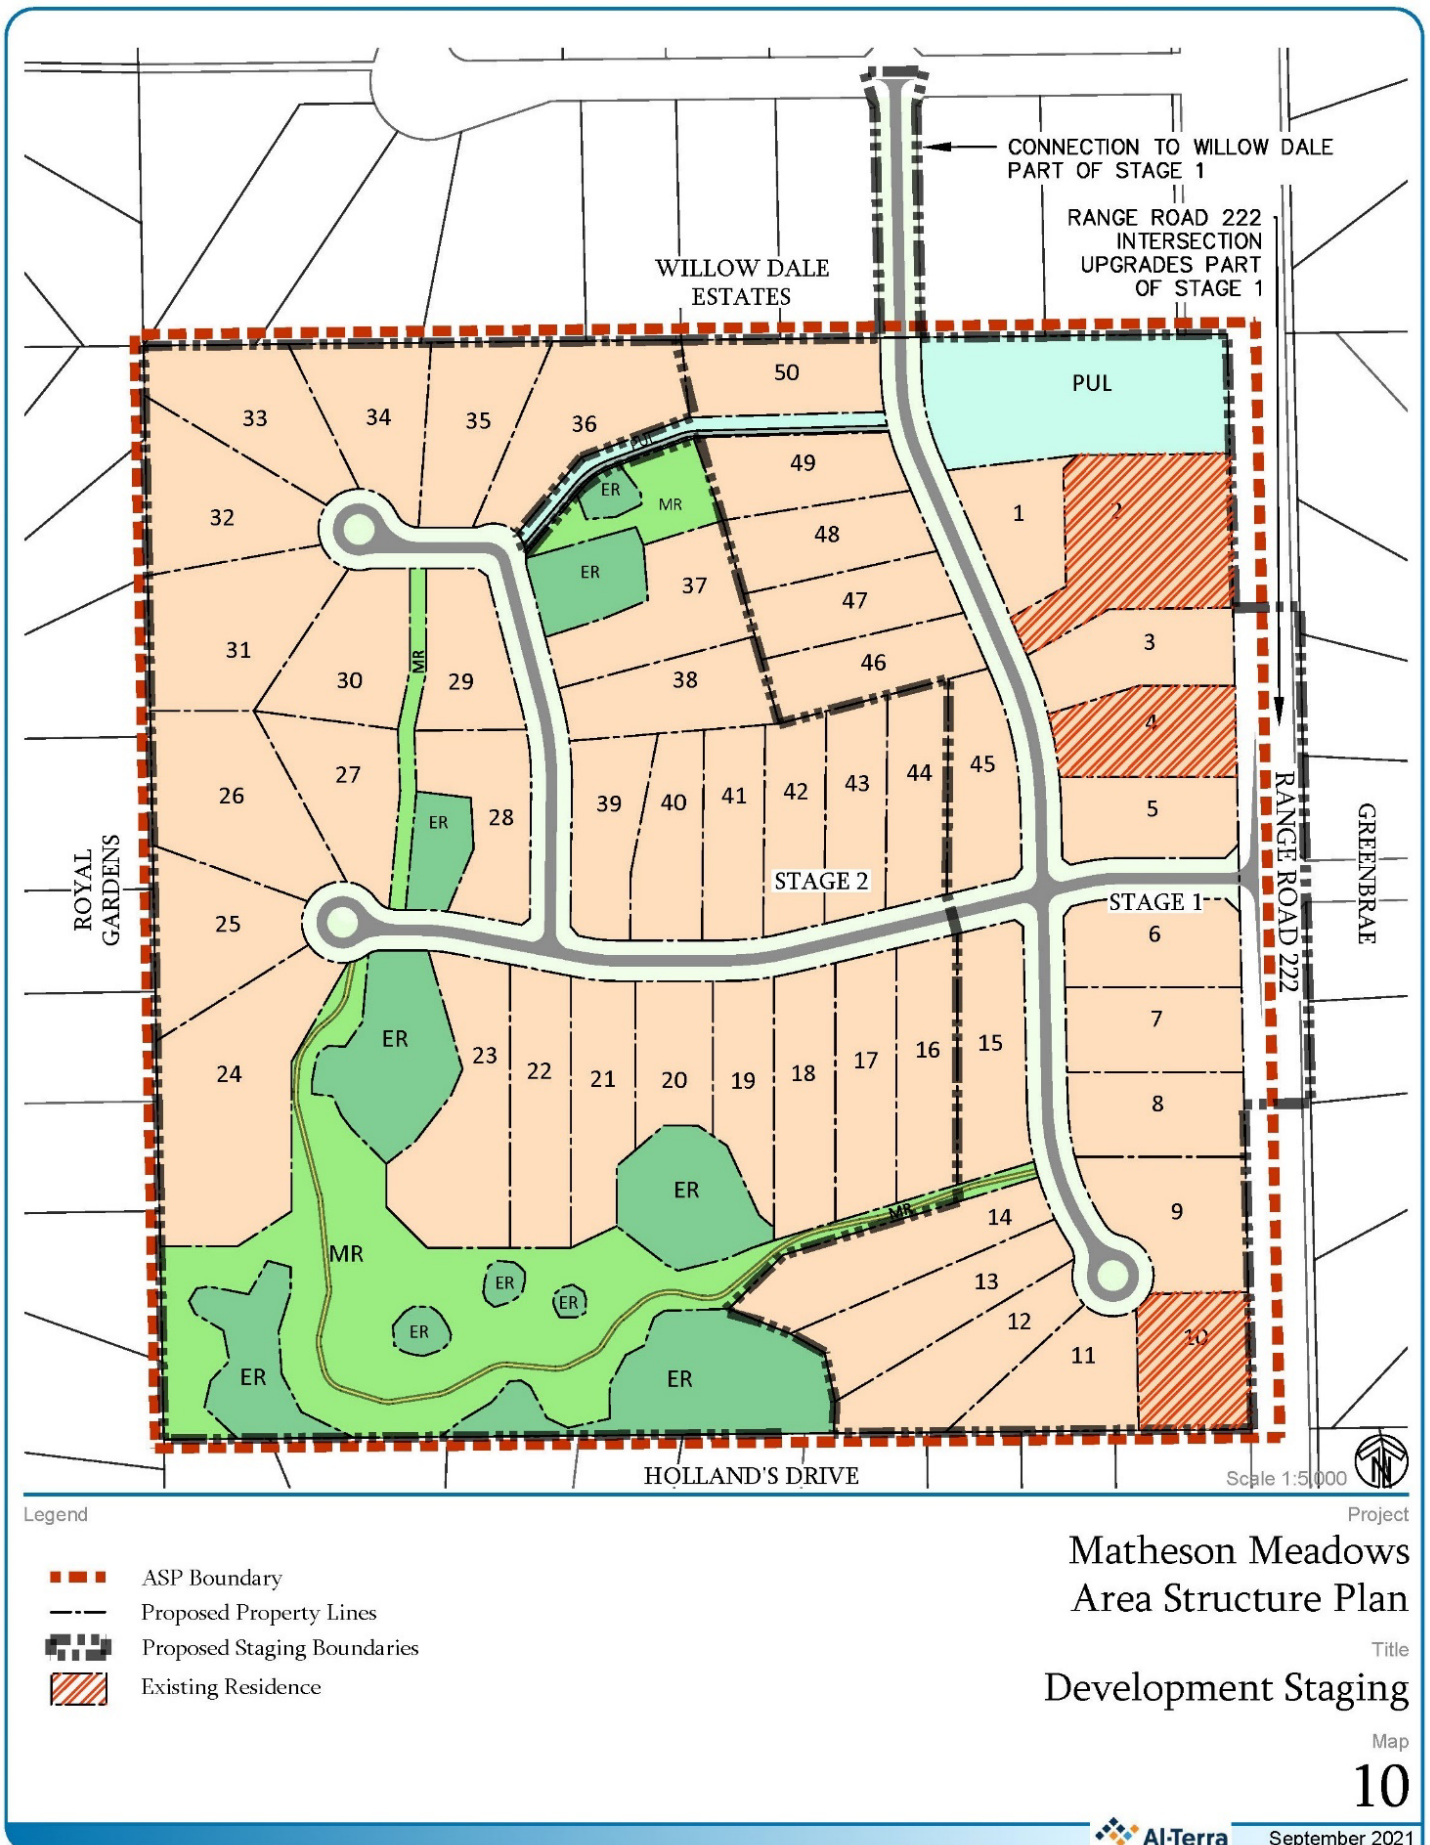 CONNECTION TO WILLOW DALE
PART OF STAGE 1
RANGE ROAD 222
INTERSECTION
UPGRADES PART
OF STAGE 1
WILLOW DALE
ESTATES
50
PUL
33
34
35
36
PUL
49
ER
MR
32
48
1
2
ER
37
47
31
30
MR
29
38
46
3
4
27
26
ER
28
39
40
41
42
43
44
45
5
RANGE ROAD 222
GREENBRAE
ROYAL
GARDENS
STAGE 2
STAGE 1
25
6
ER
24
23
22
21
20
19
18
17
16
15
7
8
ER
MR
14
9
MR
ER
ER
ER
13
12
11
10
ER
ER
HOLLAND'S DRIVE
Scale 1:5,000
N
Legend
Project
Matheson Meadows
Area Structure Plan
ASP Boundary
Proposed Property Lines
Proposed Staging Boundaries
Existing Residence
Title
Development Staging
Map
10
Al-Terra
September 2021